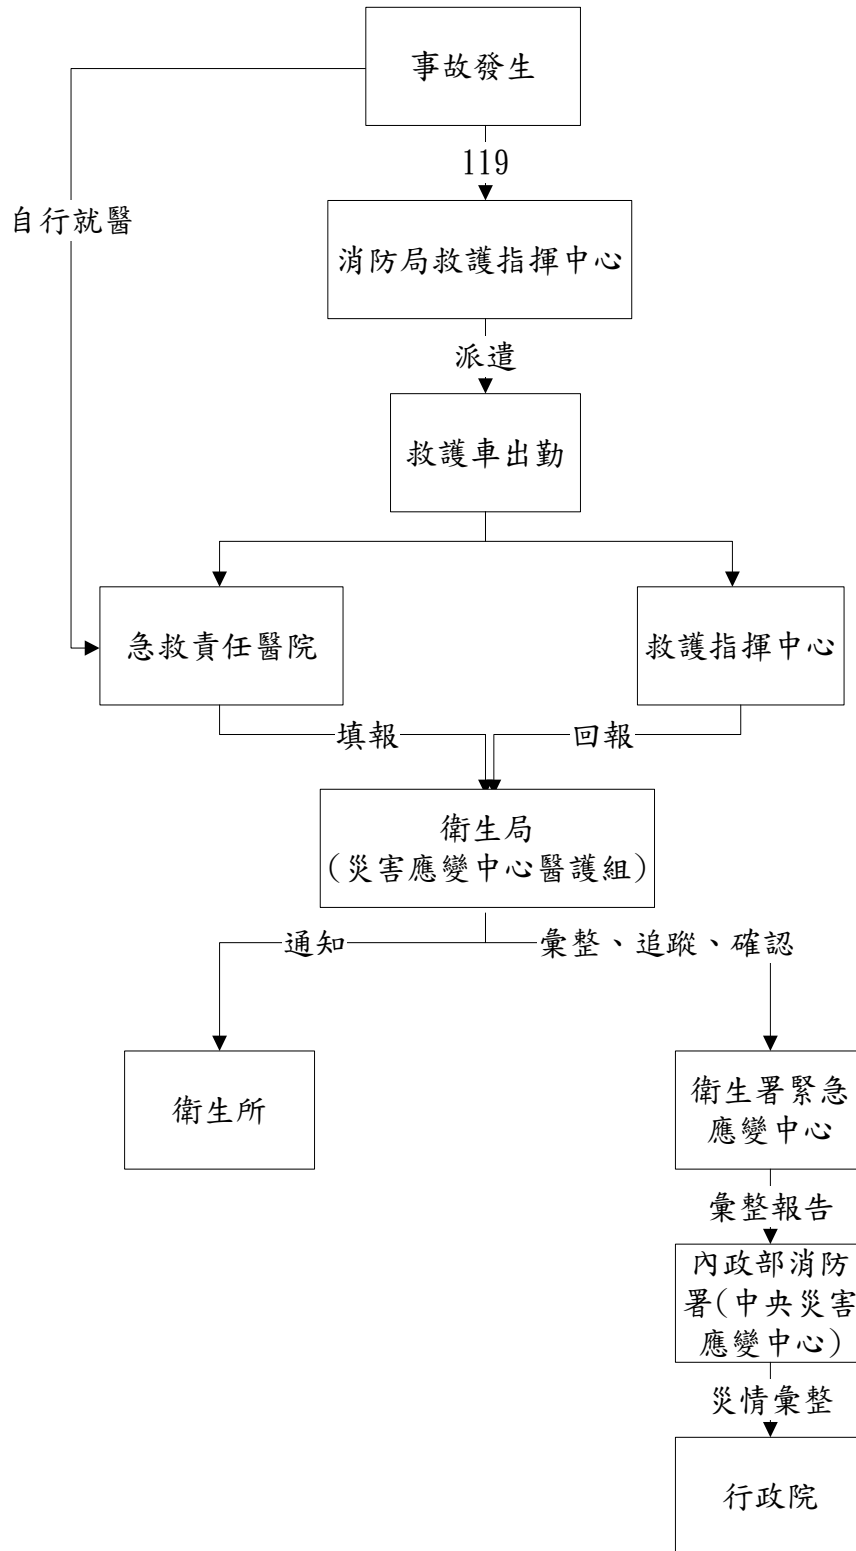 事故發生
119
自行就醫
消防局救護指揮中心
派遣
救護車出勤
急救責任醫院
救護指揮中心
填報
回報
衛生局
（災害應變中心醫護組）
通知
彙整、追蹤、確認
衛生所
衛生署緊急
應變中心
彙整報告
內政部消防
署(中央災害
應變中心)
災情彙整
行政院